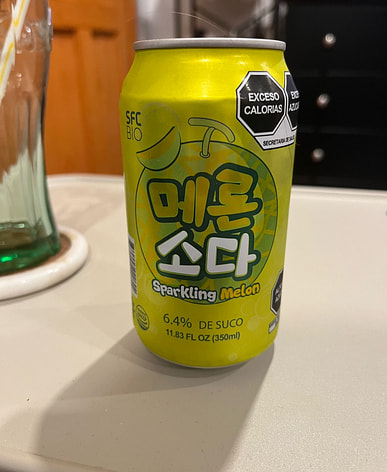 SFC
BIO
EXCESO
CALORÍAS
SECRETARÍA DE SALUD
메론
소다
Sparkling Melon
6.4% DE SUCO
11.83 FL OZ (350ml)